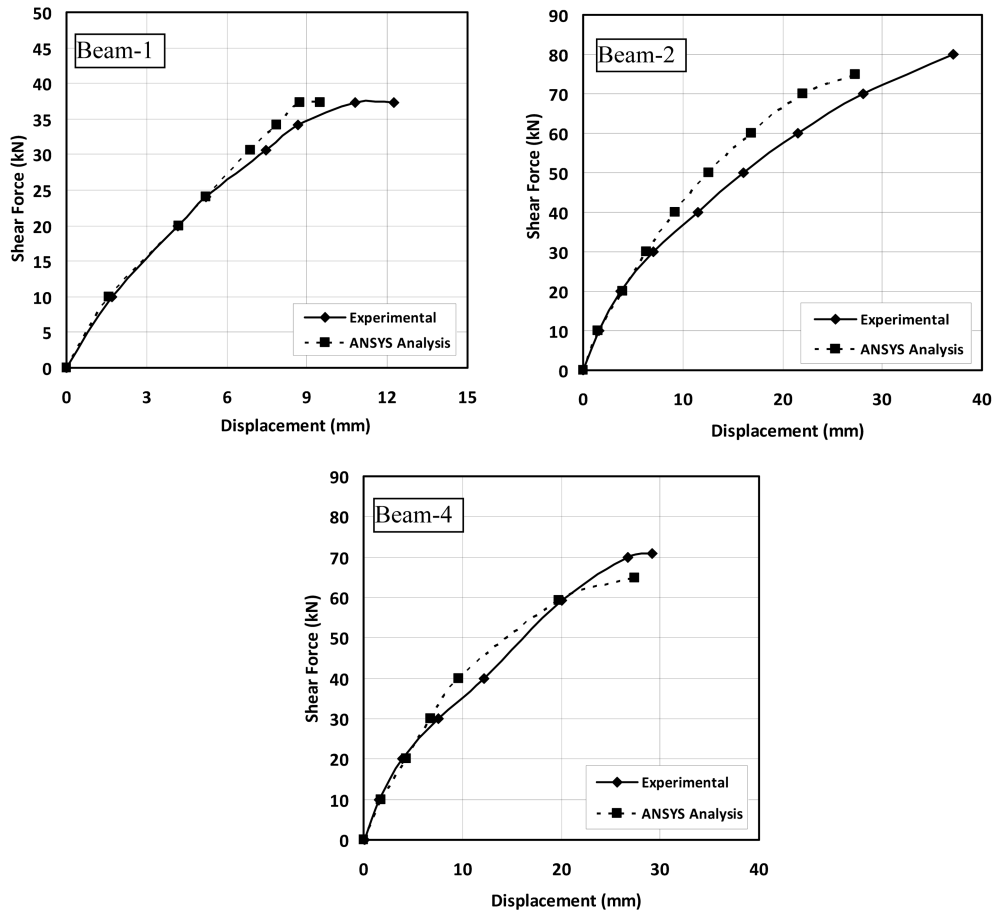 50
45
40
35
30
25
20
15
10
5
0
Shear Force (kN)
Beam-1
Experimental
ANSYS Analysis
0 3 6 9 12 15
Displacement (mm)
90
80
70
60
50
40
30
20
10
0
Shear Force (kN)
Beam-2
Experimental
ANSYS Analysis
0 10 20 30 40
Displacement (mm)
90
80
70
60
50
40
30
20
10
0
Shear Force (kN)
Beam-4
Experimental
ANSYS Analysis
0 10 20 30 40
Displacement (mm)